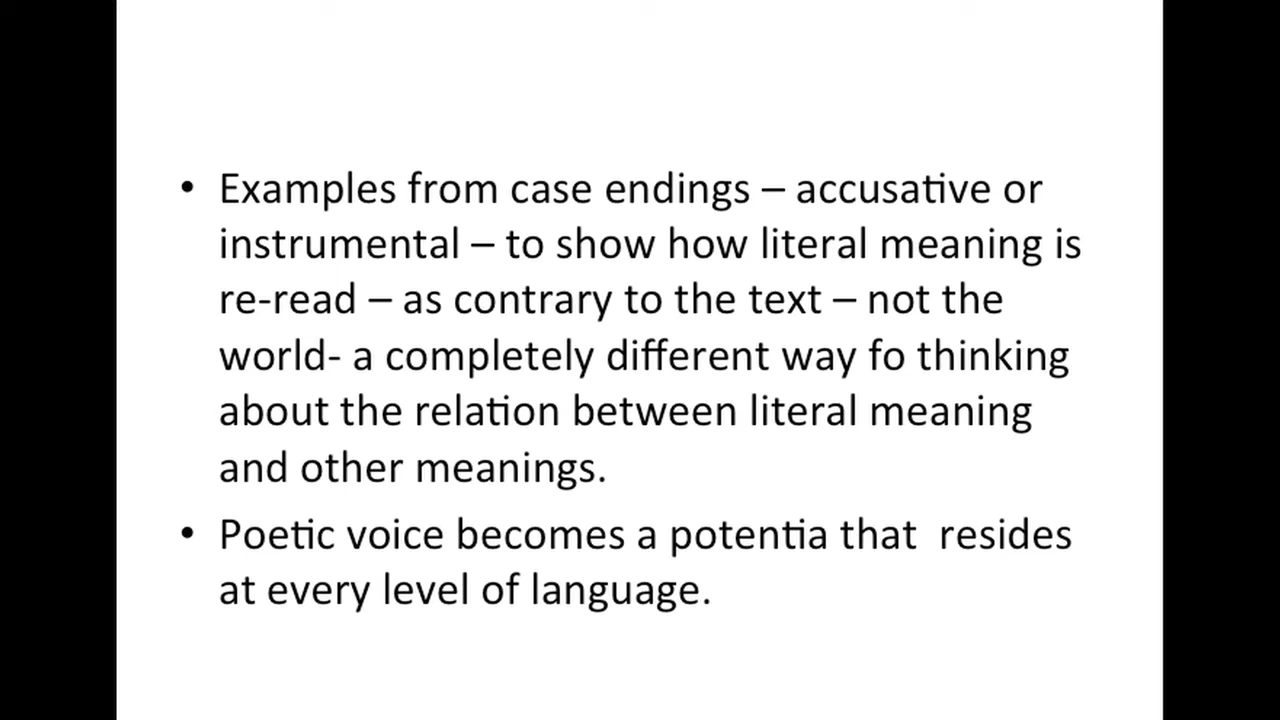 • Examples from case endings – accusative or
instrumental – to show how literal meaning is
re-read – as contrary to the text – not the
world- a completely different way fo thinking
about the relation between literal meaning
and other meanings.
• Poetic voice becomes a potentia that  resides
at every level of language.